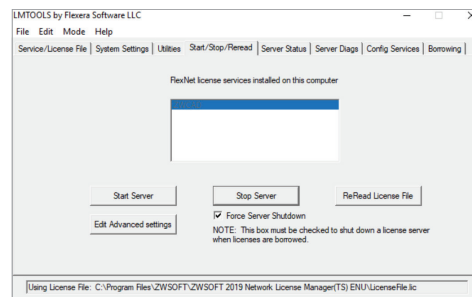 LMTOOLS by Flexera Software LLC
File Edit Mode Help
Service/License File System Settings Utilities Start/Stop/Reread Server Status Server Diags Config Services Borrowing
FlexNet license services installed on this computer
Start Server Stop Server ReRead License File
Edit Advanced settings
Force Server Shutdown
NOTE: This box must be checked
to shut down a license server
when licenses are borrowed.
Using License File: C:\Program Files\ZWSOFT\ZWSOFT 2019 Network License Manager(TS) ENU\LicenseFile.lic